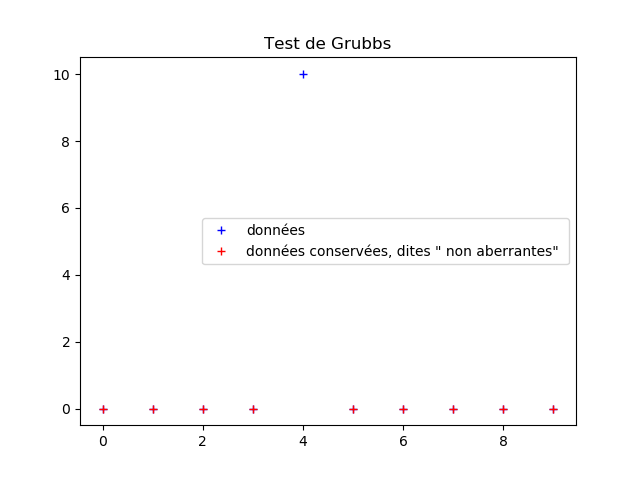 Test de Grubbs
10
8
6
données
données conservées, dites " non aberrantes"
4
2
0
0 2 4 6 8